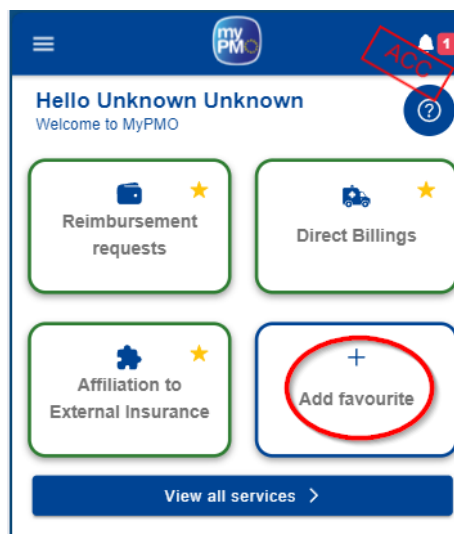 my
PMO
ACC
1
Hello Unknown Unknown
Welcome to MyPMO
?
Reimbursement
requests
Direct Billings
Affiliation to
External Insurance
Add favourite
View all services